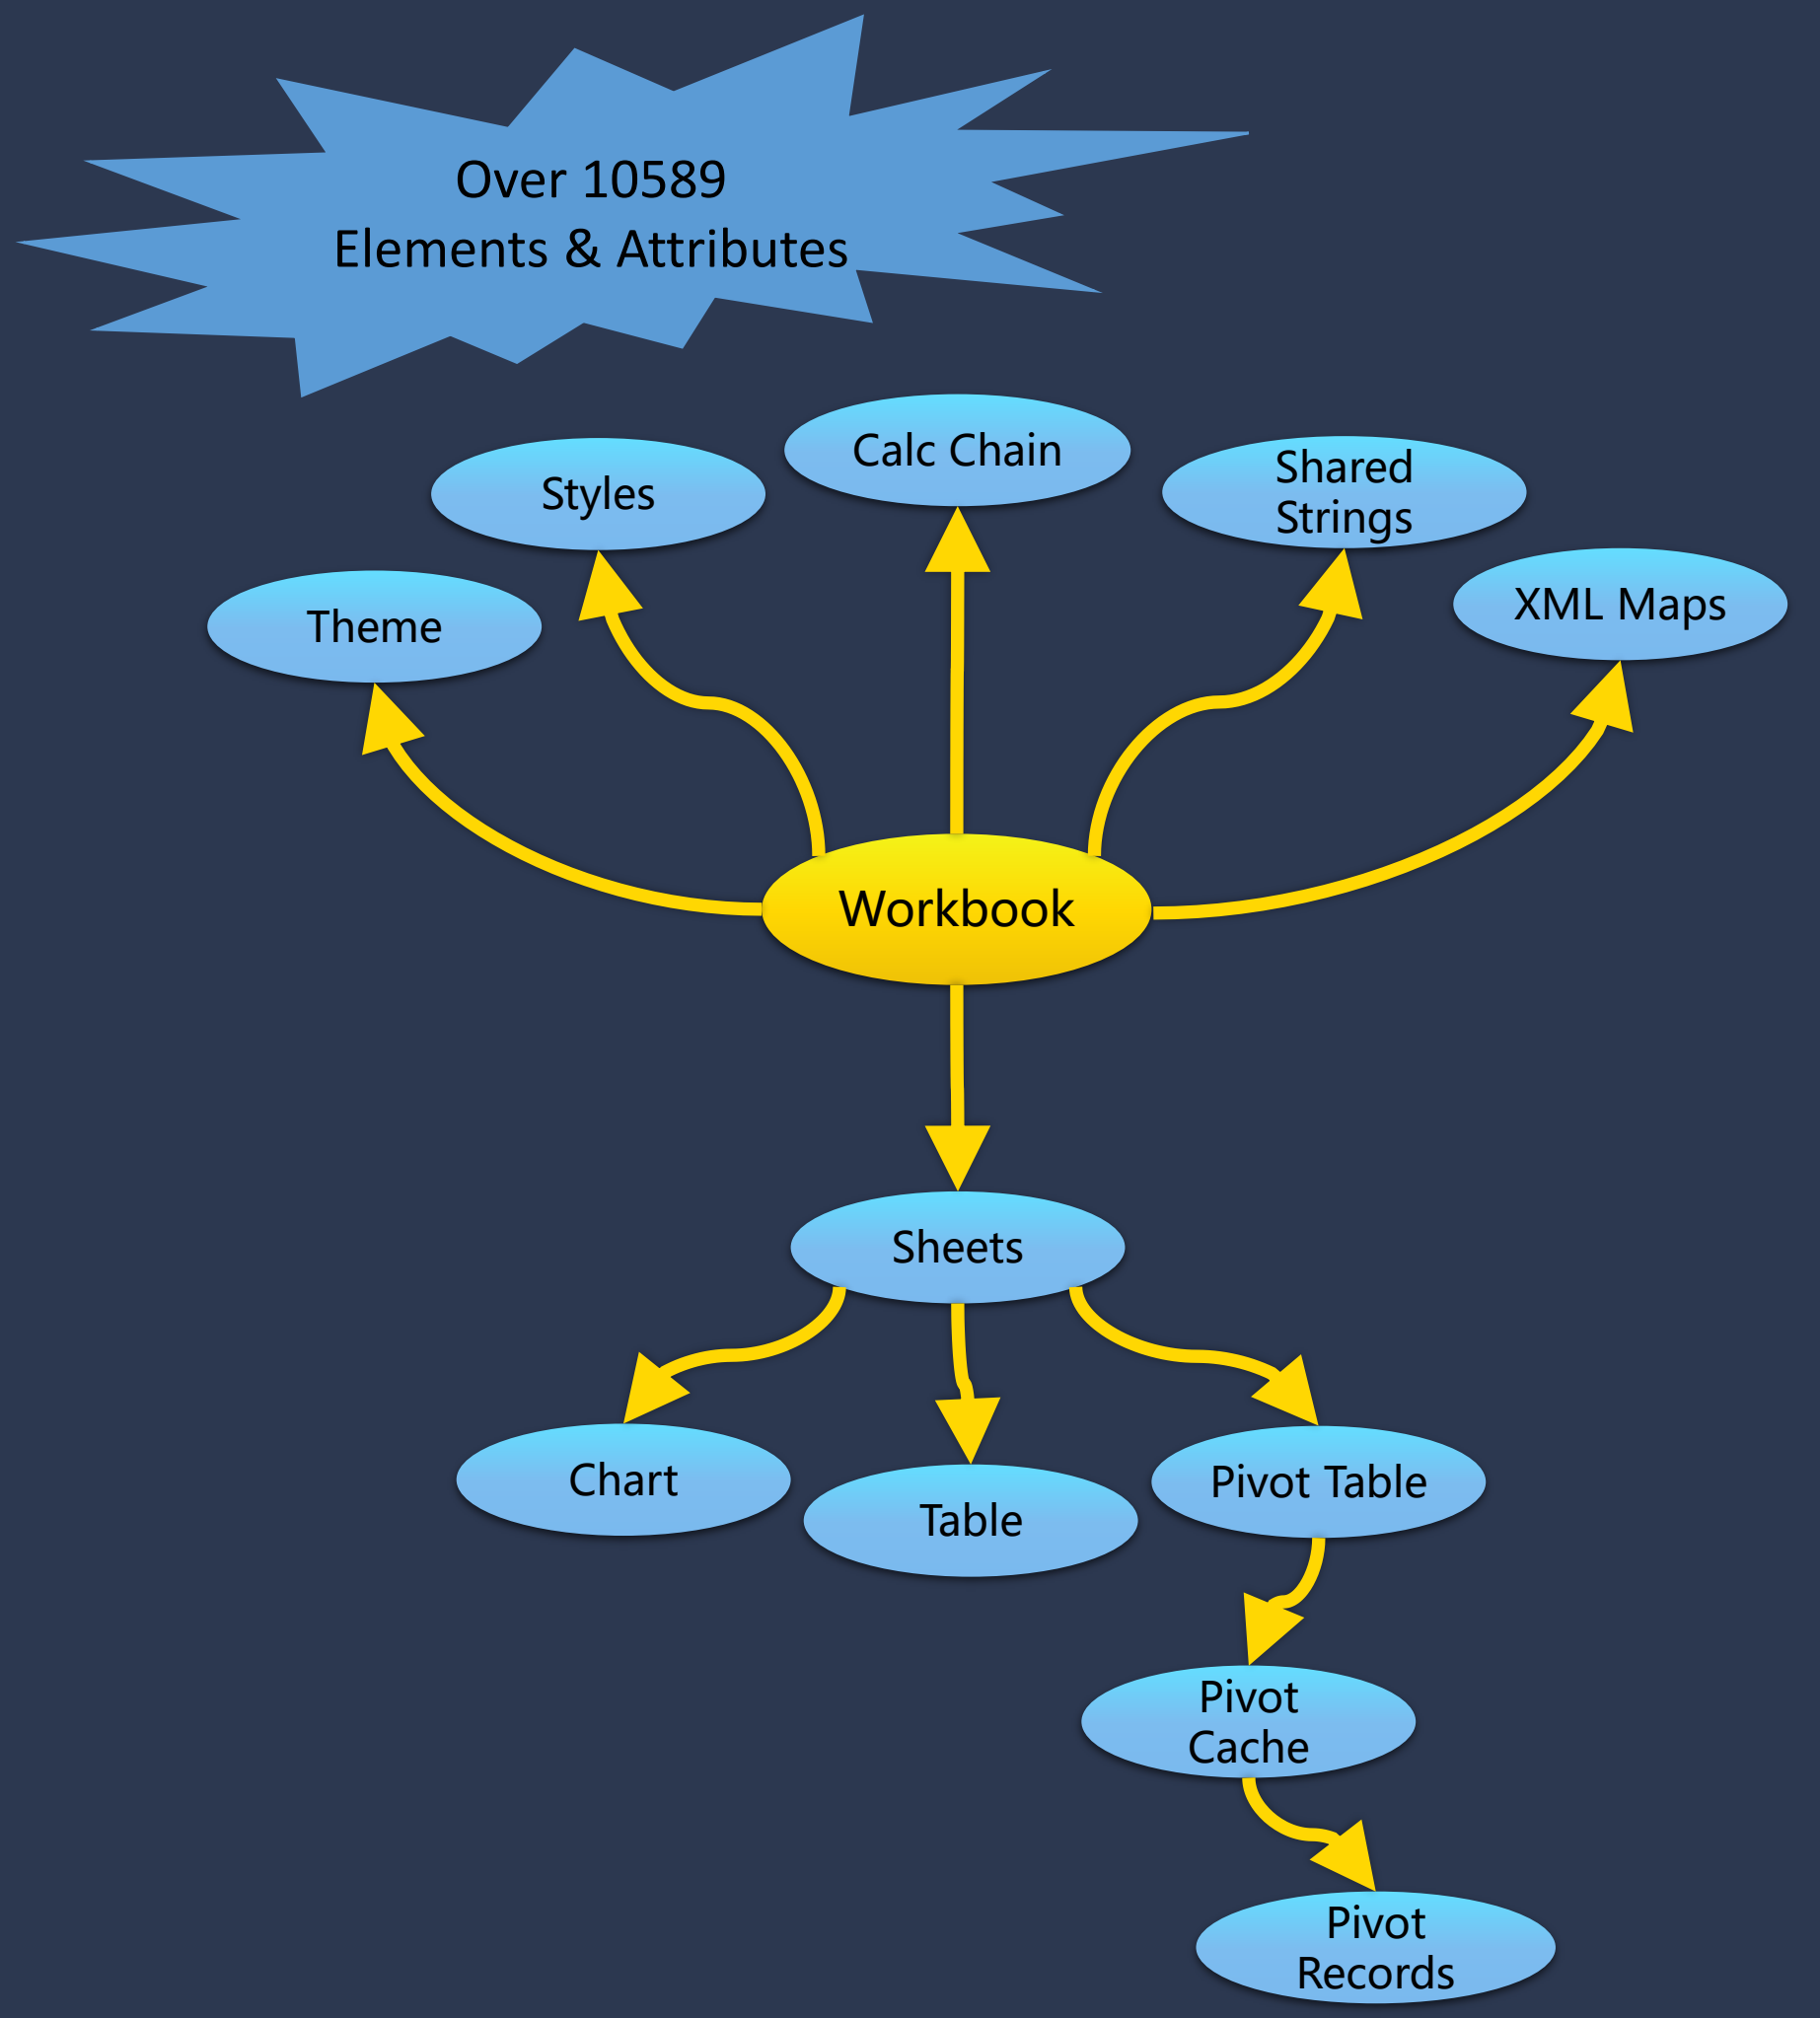 Over 10589
Elements & Attributes
Calc Chain
Styles
Shared
Strings
Theme
XML Maps
Workbook
Sheets
Chart
Table
Pivot Table
Pivot
Cache
Pivot
Records